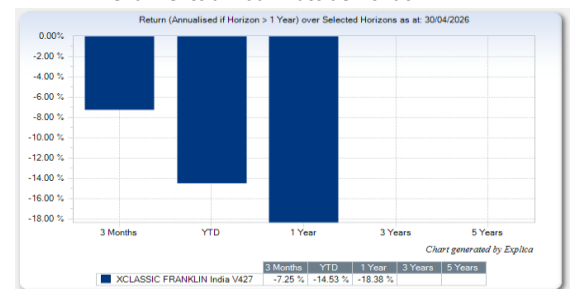 Return (Annualised if Horizon > 1 Year) over Selected Horizons as at: 30/04/2026
0.00%
-2.00 %
-4.00 %
-6.00 %
-8.00 %
-10.00 %
-12.00 %
-14.00 %
-16.00 %
-18.00 %
3 Months YTD 1 Year 3 Years 5 Years
Chart generated by Explica
3 Months YTD 1 Year 3 Years 5 Years
XCLASSIC FRANKLIN India V427 -7.25 % -14.53 % -18.38 %